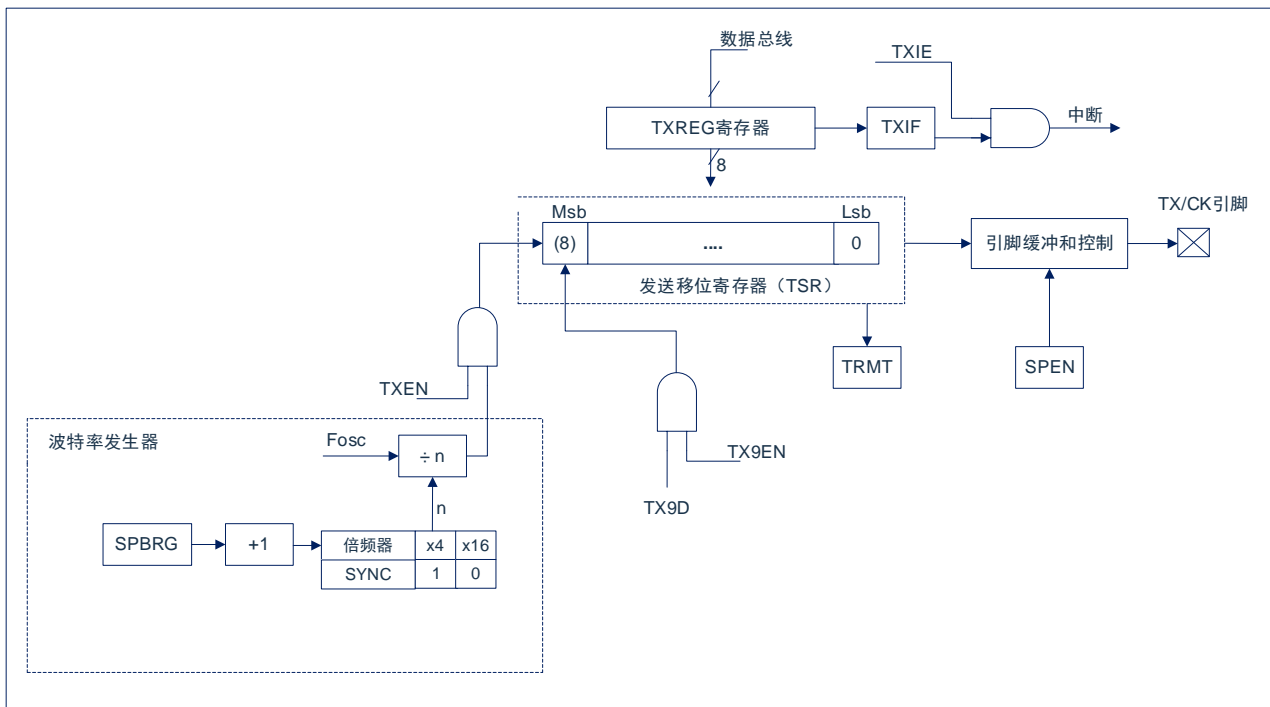 数据总线
TXIE
TXREG寄存器
TXIF
中断
8
Msb
Lsb
TX/CK引脚
(8)
....
0
引脚缓冲和控制
发送移位寄存器（TSR）
TRMT
SPEN
TXEN
波特率发生器
Fosc
÷ n
TX9EN
n
TX9D
SPBRG
+1
倍频器 x4 x16
SYNC 1 0